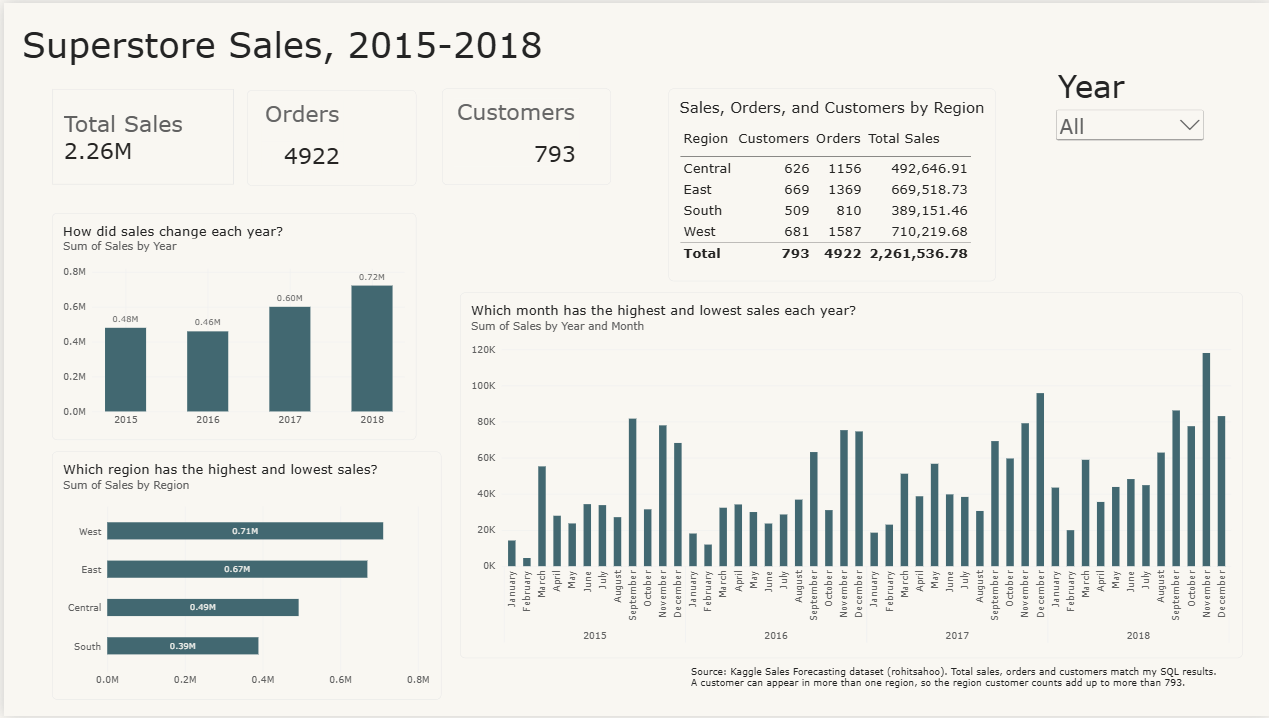 Superstore Sales, 2015-2018
Year
All
Total Sales
2.26M
Orders
4922
Customers
793
Sales, Orders, and Customers by Region
Region Customers Orders Total Sales
Central 626 1156 492,646.91
East 669 1369 669,518.73
South 509 810 389,151.46
West 681 1587 710,219.68
Total 793 4922 2,261,536.78
How did sales change each year?
Sum of Sales by Year
0.8M
0.6M
0.4M
0.2M
0.0M
0.48M 0.46M 0.60M 0.72M
2015 2016 2017 2018
Which region has the highest and lowest sales?
Sum of Sales by Region
West 0.71M
East 0.67M
Central 0.49M
South 0.39M
0.0M 0.2M 0.4M 0.6M 0.8M
Which month has the highest and lowest sales each year?
Sum of Sales by Year and Month
120K
100K
80K
60K
40K
20K
0K
January February March April May June July August September October November December January February March April May June July August September October November December January February March April May June July August September October November December January February March April May June July August September October November December
2015 2016 2017 2018
Source: Kaggle Sales Forecasting dataset (rohitsahoo). Total sales, orders and customers match my SQL results.
A customer can appear in more than one region, so the region customer counts add up to more than 793.